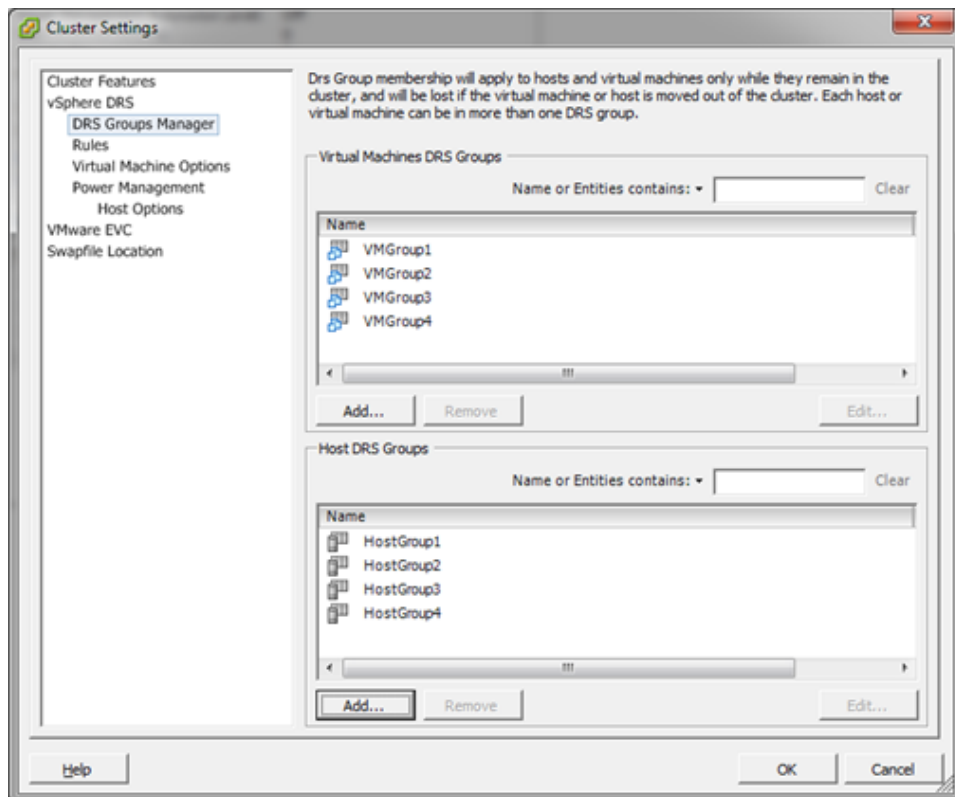 Cluster Settings
Cluster Features
vSphere DRS
DRS Groups Manager
Rules
Virtual Machine Options
Power Management
Host Options
VMware EVC
Swapfile Location
Drs Group membership will apply to hosts and virtual machines only while they remain in the
cluster, and will be lost if the virtual machine or host is moved out of the cluster. Each host or
virtual machine can be in more than one DRS group.
Virtual Machines DRS Groups
Name or Entities contains: Clear
Name
VMGroup1
VMGroup2
VMGroup3
VMGroup4
Add... Remove Edit...
Host DRS Groups
Name or Entities contains: Clear
Name
HostGroup1
HostGroup2
HostGroup3
HostGroup4
Add... Remove Edit...
Help OK Cancel